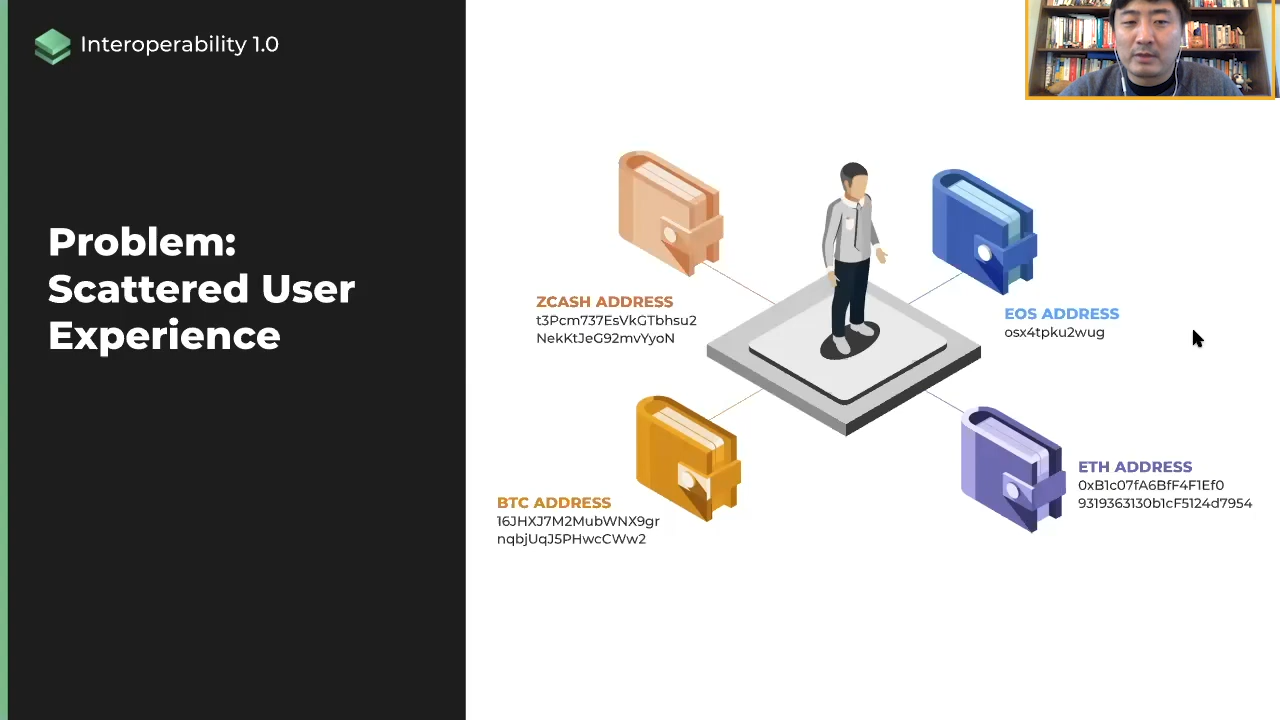 Interoperability 1.0
Problem:
Scattered User
Experience
ZCASH ADDRESS
t3Pcm737EsVkGTbhsu2
NekKtJeG92mvYyoN
EOS ADDRESS
osx4tpku2wug
BTC ADDRESS
16JHXJ7M2MubWNX9gr
nqbjUqJ5PHwcCWw2
ETH ADDRESS
0xB1c07fA6BfF4F1Ef0
9319363130b1cF5124d7954